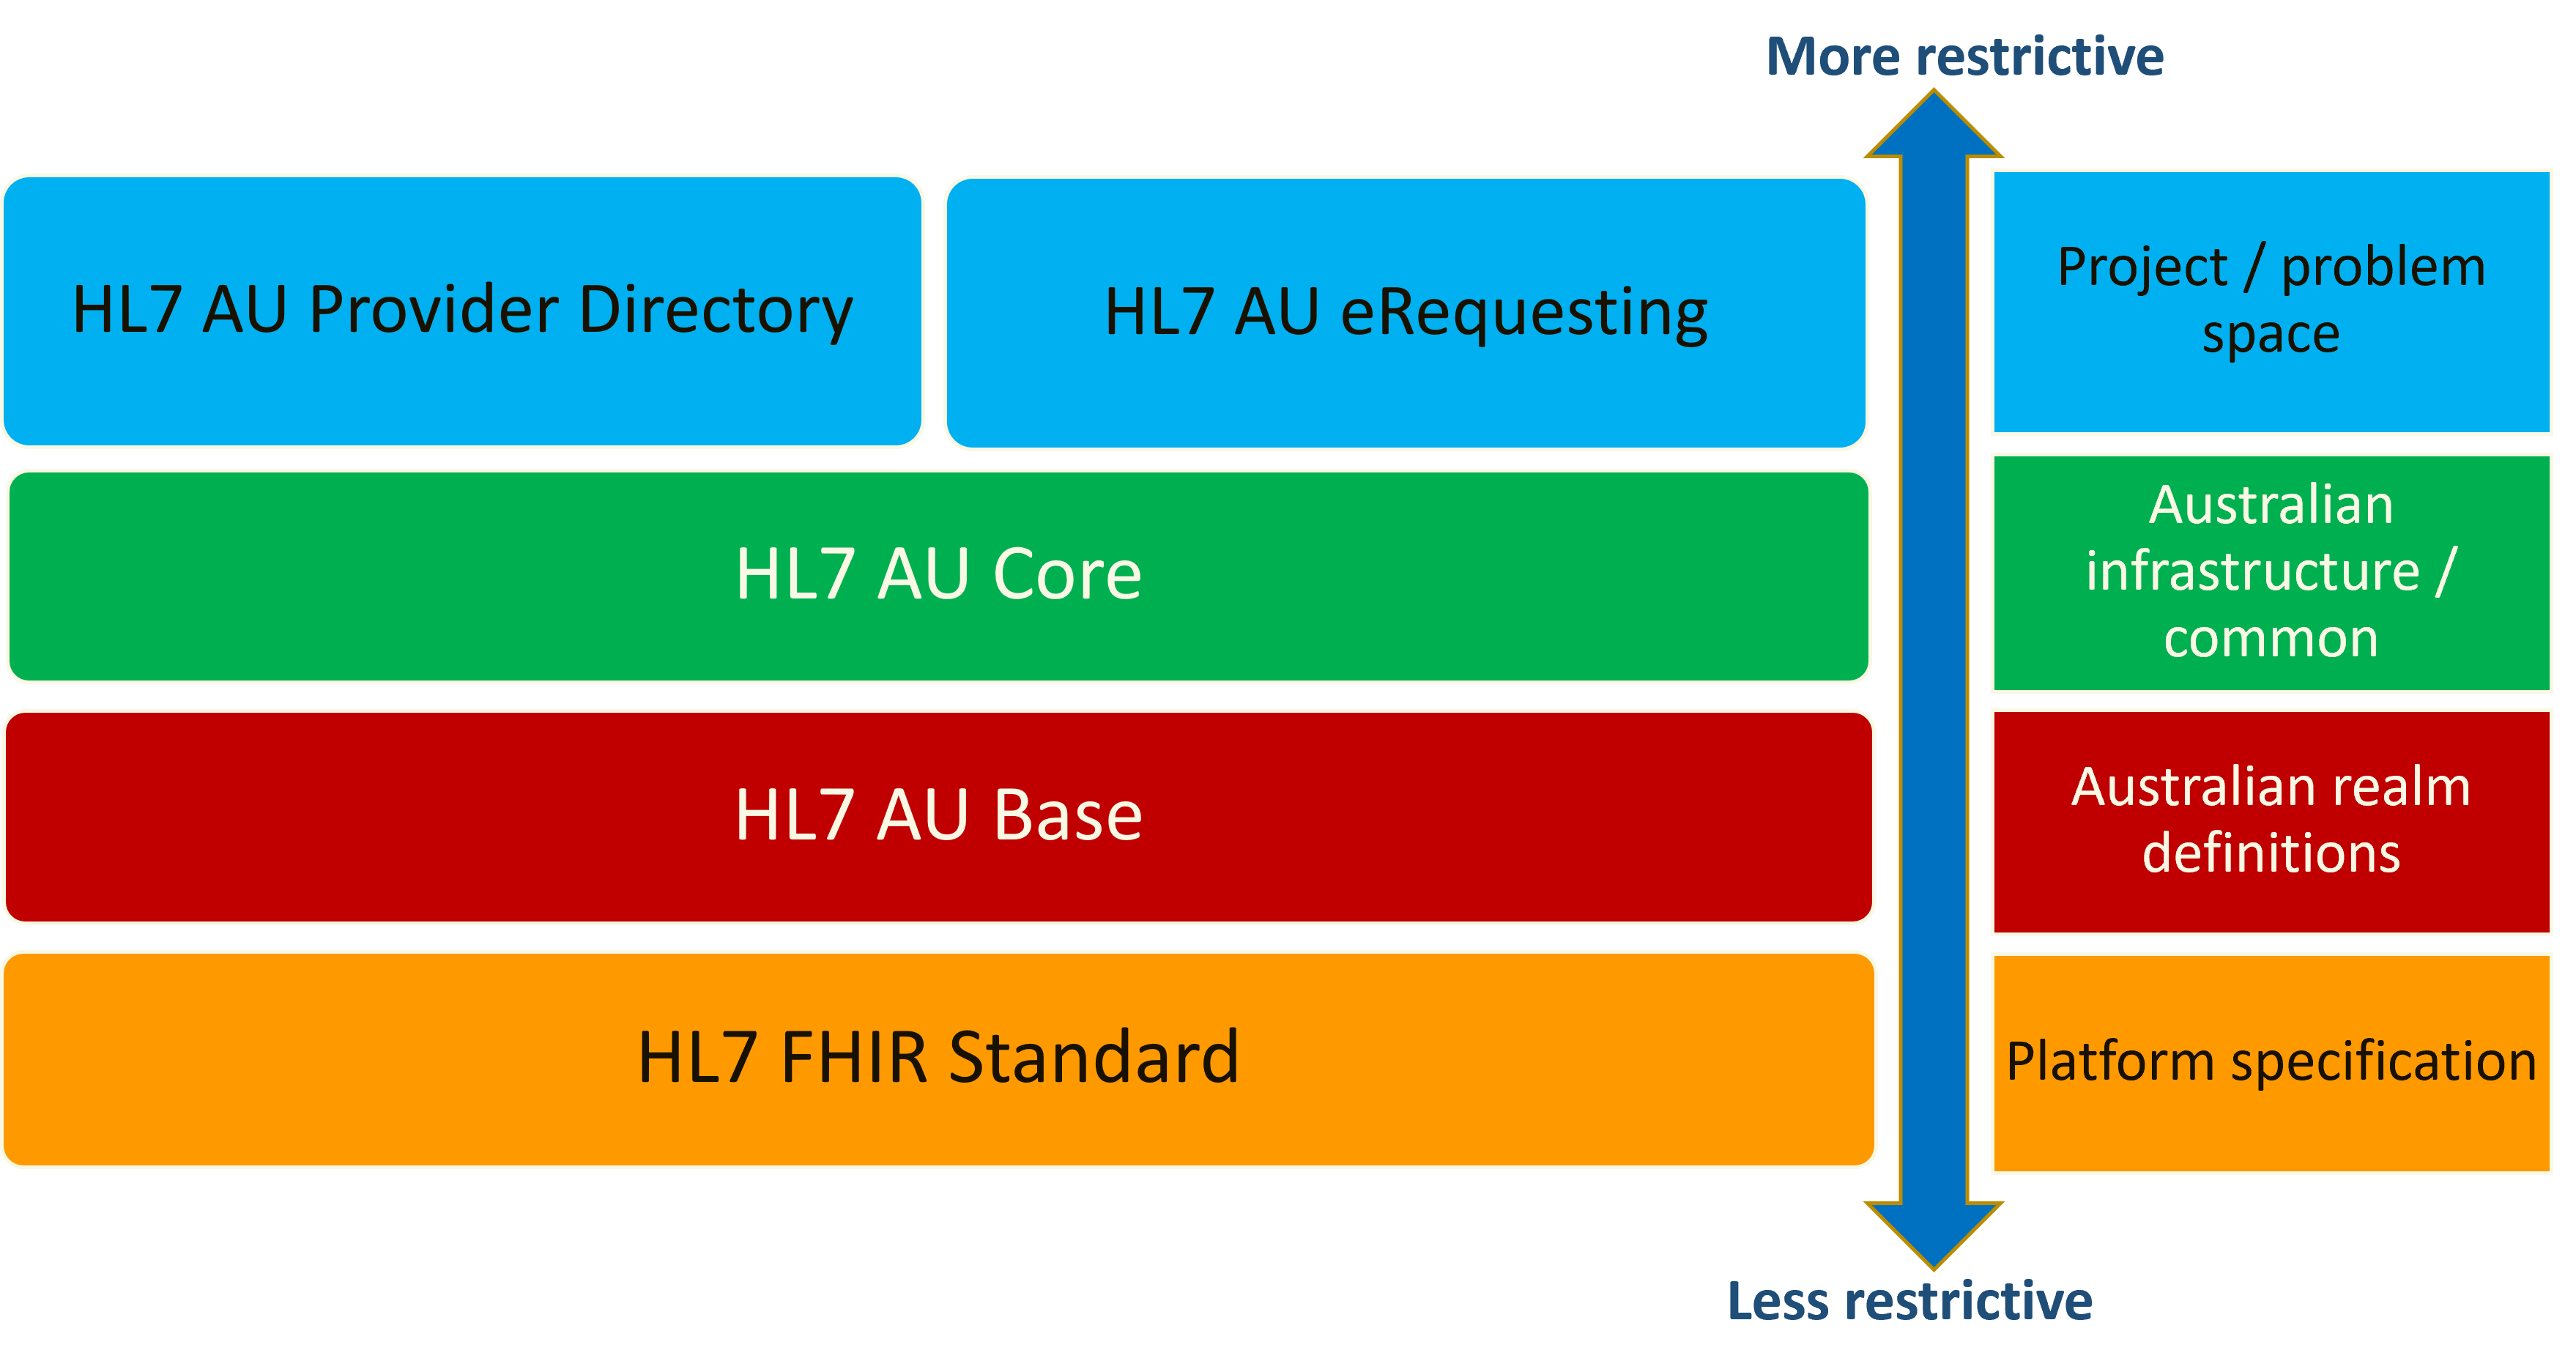 More restrictive
HL7 AU Provider Directory
HL7 AU eRequesting
Project / problem
space
HL7 AU Core
Australian
infrastructure /
common
HL7 AU Base
Australian realm
definitions
HL7 FHIR Standard
Platform specification
Less restrictive